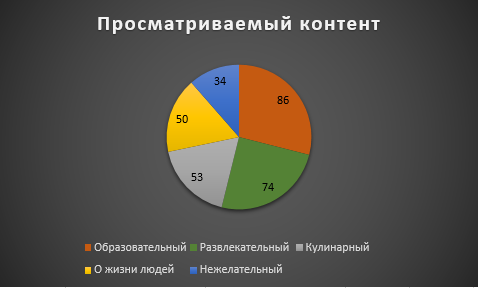 Просматриваемый контент
86
74
53
50
34
Образовательный Развлекательный Кулинарный
О жизни людей Нежелательный